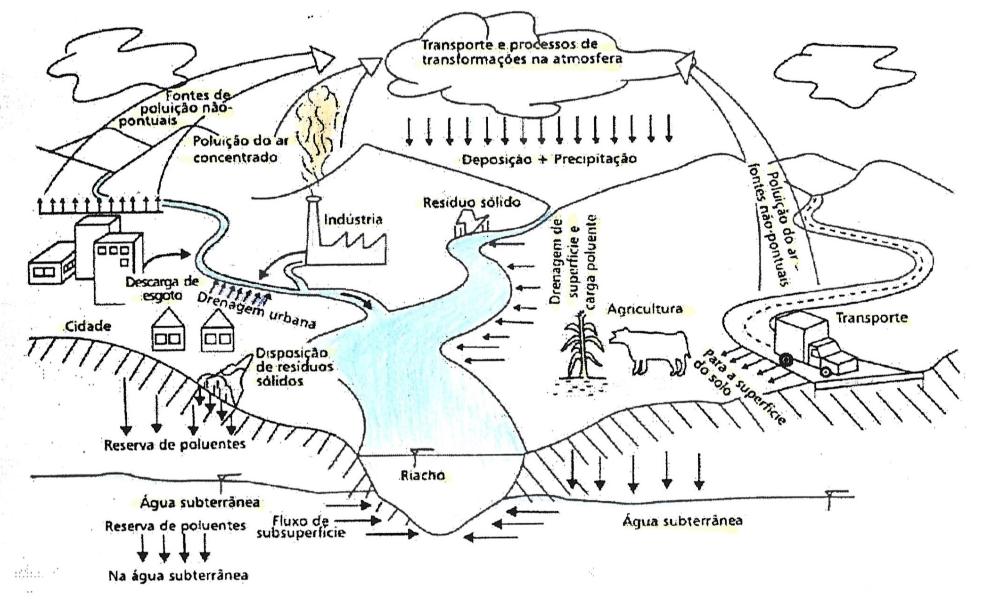 Transporte e processos de
transformações na atmosfera
Fontes de
poluição não-
pontuais
Poluição do ar
concentrado
Deposição + Precipitação
Poluição do ar -
fontes não-pontuais
Resíduo sólido
Indústria
Drenagem de
superfície e
carga poluente
Descarga de
esgoto
Drenagem urbana
Agricultura
Transporte
Cidade
Disposição
de resíduos
sólidos
Para a superfície
do solo
Reserva de poluentes
Riacho
Água subterrânea
Reserva de poluentes
Fluxo de
subsuperfície
Água subterrânea
Na água subterrânea